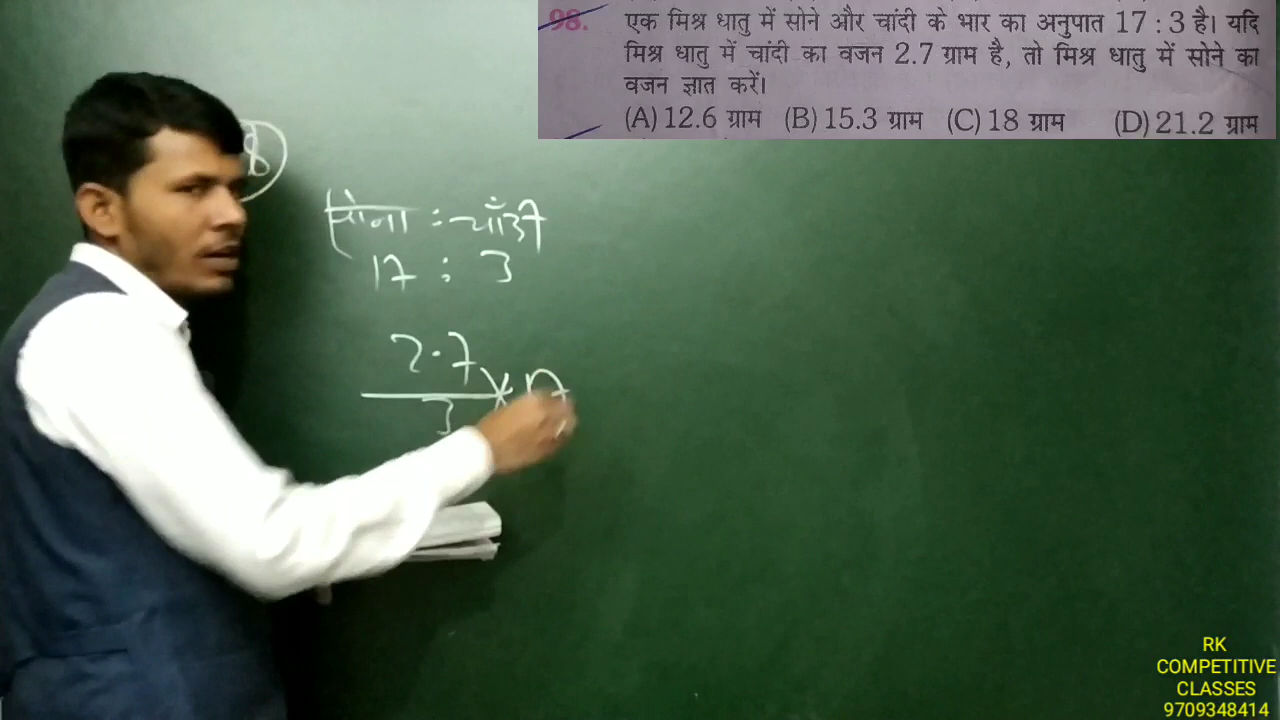 98. एक मिश्र धातु में सोने और चांदी के भार का अनुपात 17 : 3 है। यदि
मिश्र धातु में चांदी का वजन 2.7 ग्राम है, तो मिश्र धातु में सोने का
वजन ज्ञात करें।
(A) 12.6 ग्राम (B) 15.3 ग्राम (C) 18 ग्राम (D) 21.2 ग्राम
8
सोना : चाँदी
17 : 3
2.7
3
×
RK
COMPETITIVE
CLASSES
9709348414